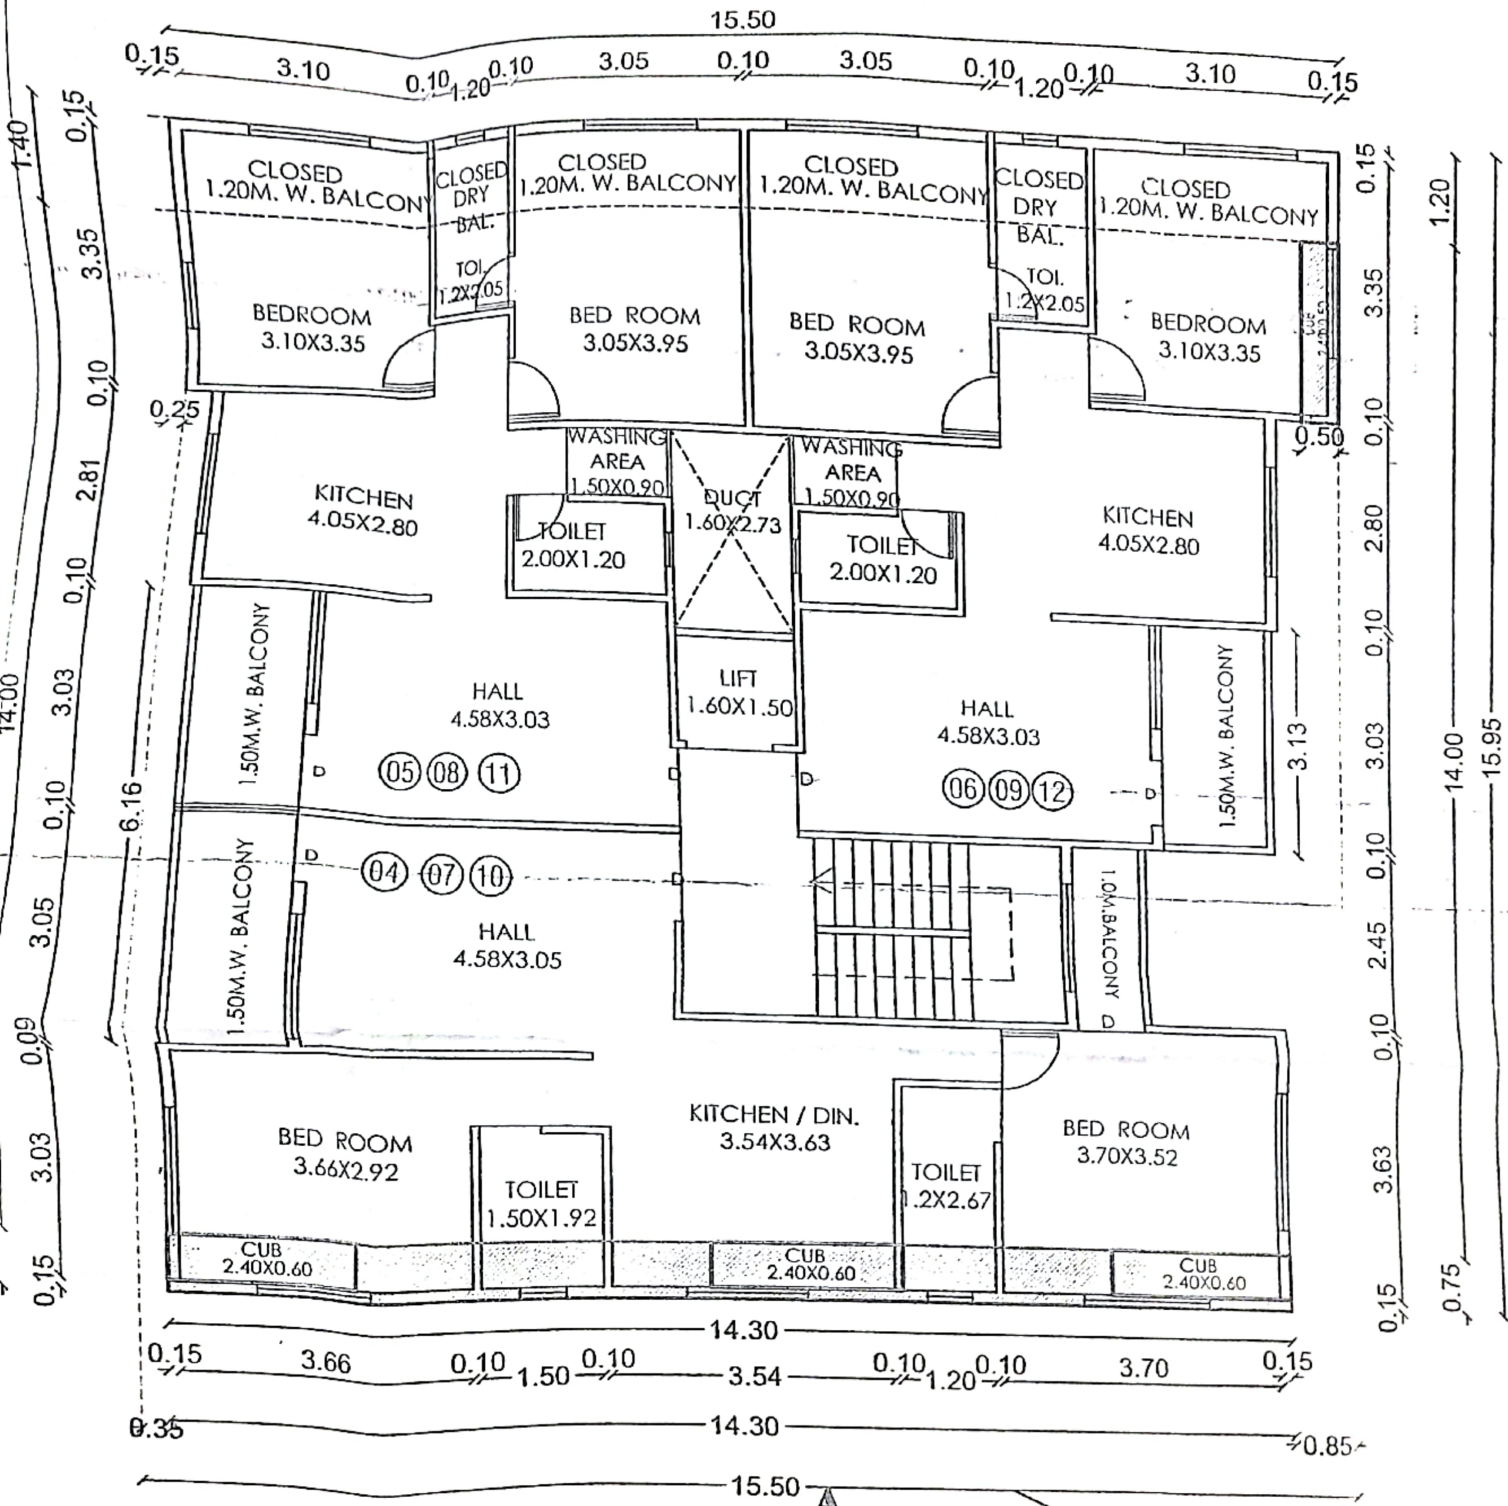 15.50
0.15 3.10 0.10 1.20 0.10 3.05 0.10 3.05 0.10 1.20 0.10 3.10 0.15
CLOSED
1.20M. W. BALCONY
BEDROOM
3.10X3.35
CLOSED
DRY
BAL.
TOI.
1.2X2.05
CLOSED
1.20M. W. BALCONY
BED ROOM
3.05X3.95
CLOSED
1.20M. W. BALCONY
BED ROOM
3.05X3.95
CLOSED
DRY
BAL.
TOI.
1.2X2.05
CLOSED
1.20M. W. BALCONY
BEDROOM
3.10X3.35
0.25
0.50
KITCHEN
4.05X2.80
WASHING
AREA
1.50X0.90
TOILET
2.00X1.20
DUCT
1.60X2.73
WASHING
AREA
1.50X0.90
TOILET
2.00X1.20
KITCHEN
4.05X2.80
1.50M.W. BALCONY
HALL
4.58X3.03
05 08 11
D
D
LIFT
1.60X1.50
HALL
4.58X3.03
06 09 12
D
D
1.50M.W. BALCONY
3.13
6.16
1.50M.W. BALCONY
D
04 07 10
D
HALL
4.58X3.05
1.0M.BALCONY
D
BED ROOM
3.66X2.92
TOILET
1.50X1.92
KITCHEN / DIN.
3.54X3.63
TOILET
1.2X2.67
BED ROOM
3.70X3.52
CUB
2.40X0.60
CUB
2.40X0.60
CUB
2.40X0.60
1.40
14.00
0.15
3.35
0.10
2.81
0.10
3.03
0.10
3.05
0.09
3.03
0.15
0.15
3.35
0.10
2.80
0.10
3.03
0.10
2.45
0.10
3.63
0.15
1.20
14.00
0.75
15.95
14.30
0.15 3.66 0.10 1.50 0.10 3.54 0.10 1.20 0.10 3.70 0.15
0.35 14.30 0.85
15.50